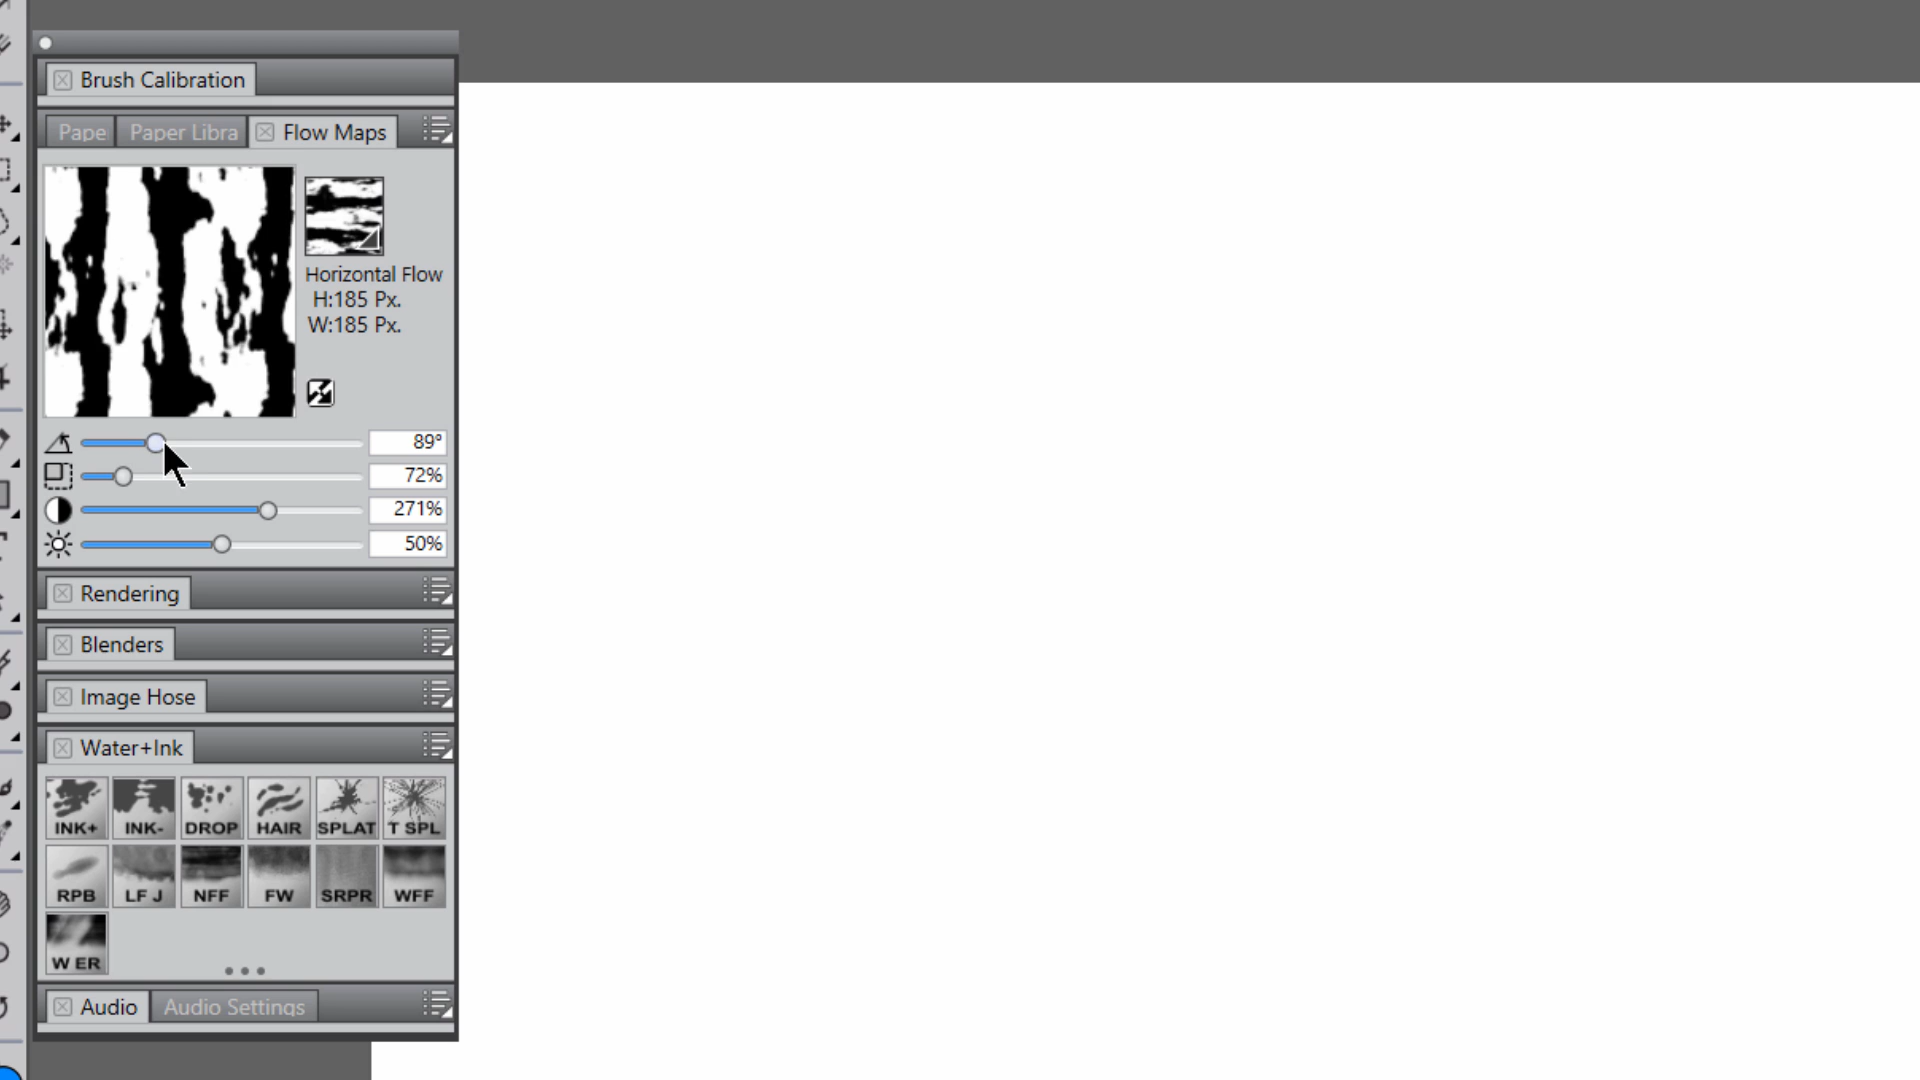 Brush Calibration
Pape Paper Libra Flow Maps
Horizontal Flow
H:185 Px.
W:185 Px.
89°
72%
271%
50%
Rendering
Blenders
Image Hose
Water+Ink
INK+ INK- DROP HAIR SPLAT T SPL
RPB LF J NFF FW SRPR WFF
W ER
Audio Audio Settings